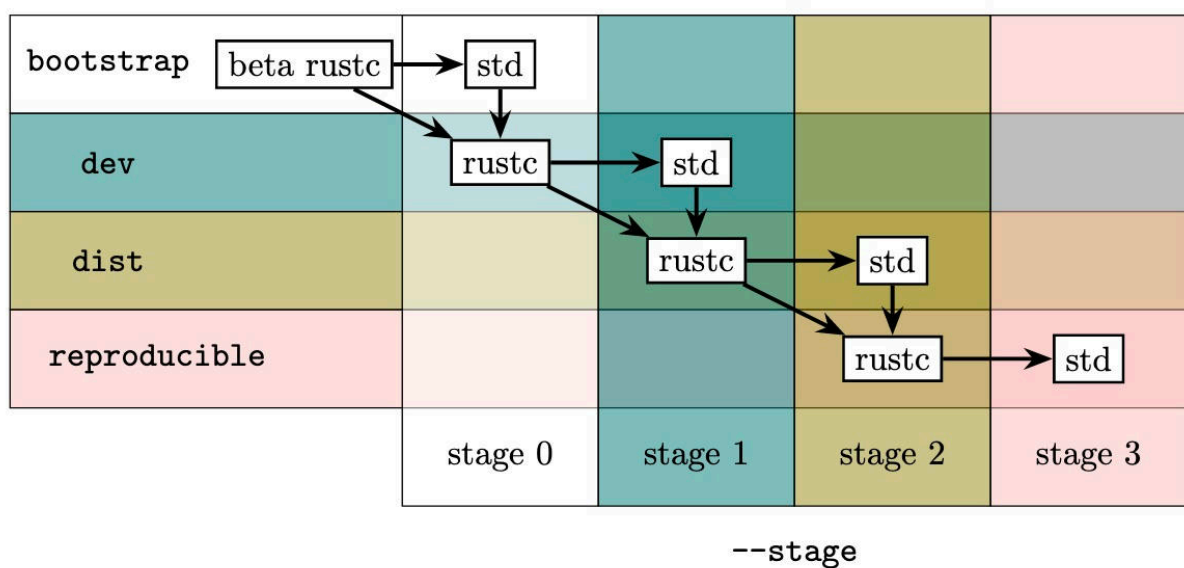 bootstrap beta rustc std
dev rustc std
dist rustc std
reproducible rustc std
stage 0 stage 1 stage 2 stage 3
--stage